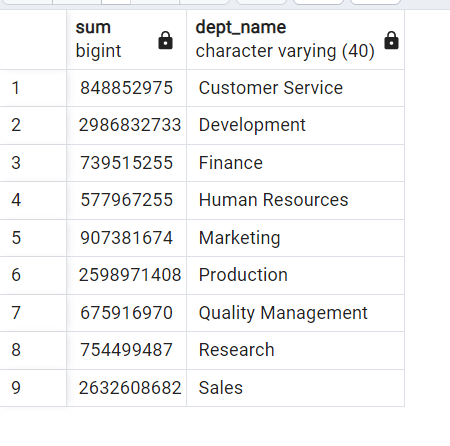 sum dept_name
bigint character varying (40)
1 848852975 Customer Service
2 2986832733 Development
3 739515255 Finance
4 577967255 Human Resources
5 907381674 Marketing
6 2598971408 Production
7 675916970 Quality Management
8 754499487 Research
9 2632608682 Sales